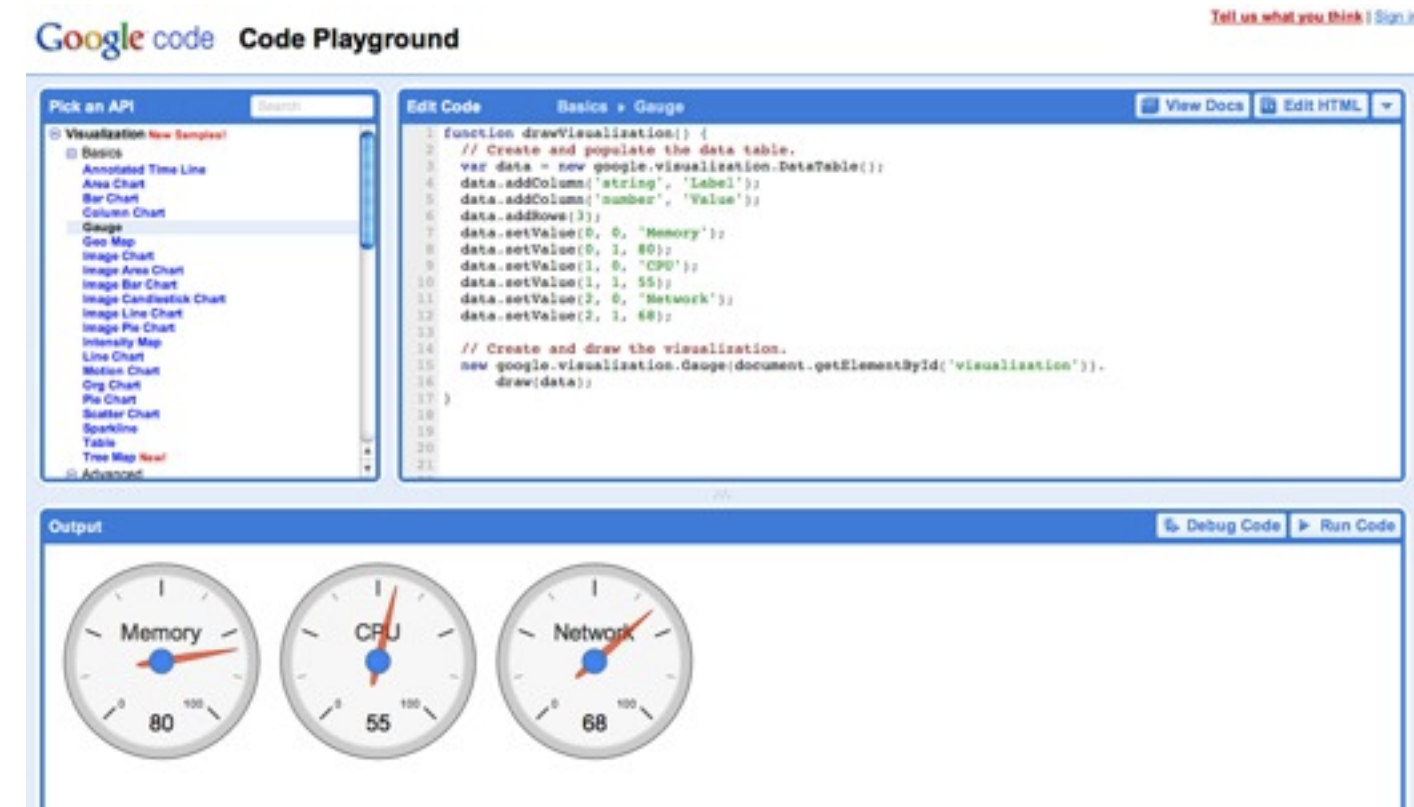 Tell us what you think | Sign in
Google code Code Playground
Pick an API
Search
Visualization New Samples!
Basics
Annotated Time Line
Area Chart
Bar Chart
Column Chart
Gauge
Geo Map
Image Chart
Image Area Chart
Image Bar Chart
Image Candlestick Chart
Image Line Chart
Image Pie Chart
Intensity Map
Line Chart
Motion Chart
Org Chart
Pie Chart
Scatter Chart
Sparkline
Table
Tree Map New!
Advanced
Edit Code Basics ▸ Gauge View Docs Edit HTML
1 function drawVisualization() {
2 // Create and populate the data table.
3 var data = new google.visualization.DataTable();
4 data.addColumn('string', 'Label');
5 data.addColumn('number', 'Value');
6 data.addRows(3);
7 data.setValue(0, 0, 'Memory');
8 data.setValue(0, 1, 80);
9 data.setValue(1, 0, 'CPU');
10 data.setValue(1, 1, 55);
11 data.setValue(2, 0, 'Network');
12 data.setValue(2, 1, 68);
13
14 // Create and draw the visualization.
15 new google.visualization.Gauge(document.getElementById('visualization')).
16 draw(data);
17 }
18
19
20
21
Output Debug Code Run Code
Memory
0 100
80
CPU
0 100
55
Network
0 100
68